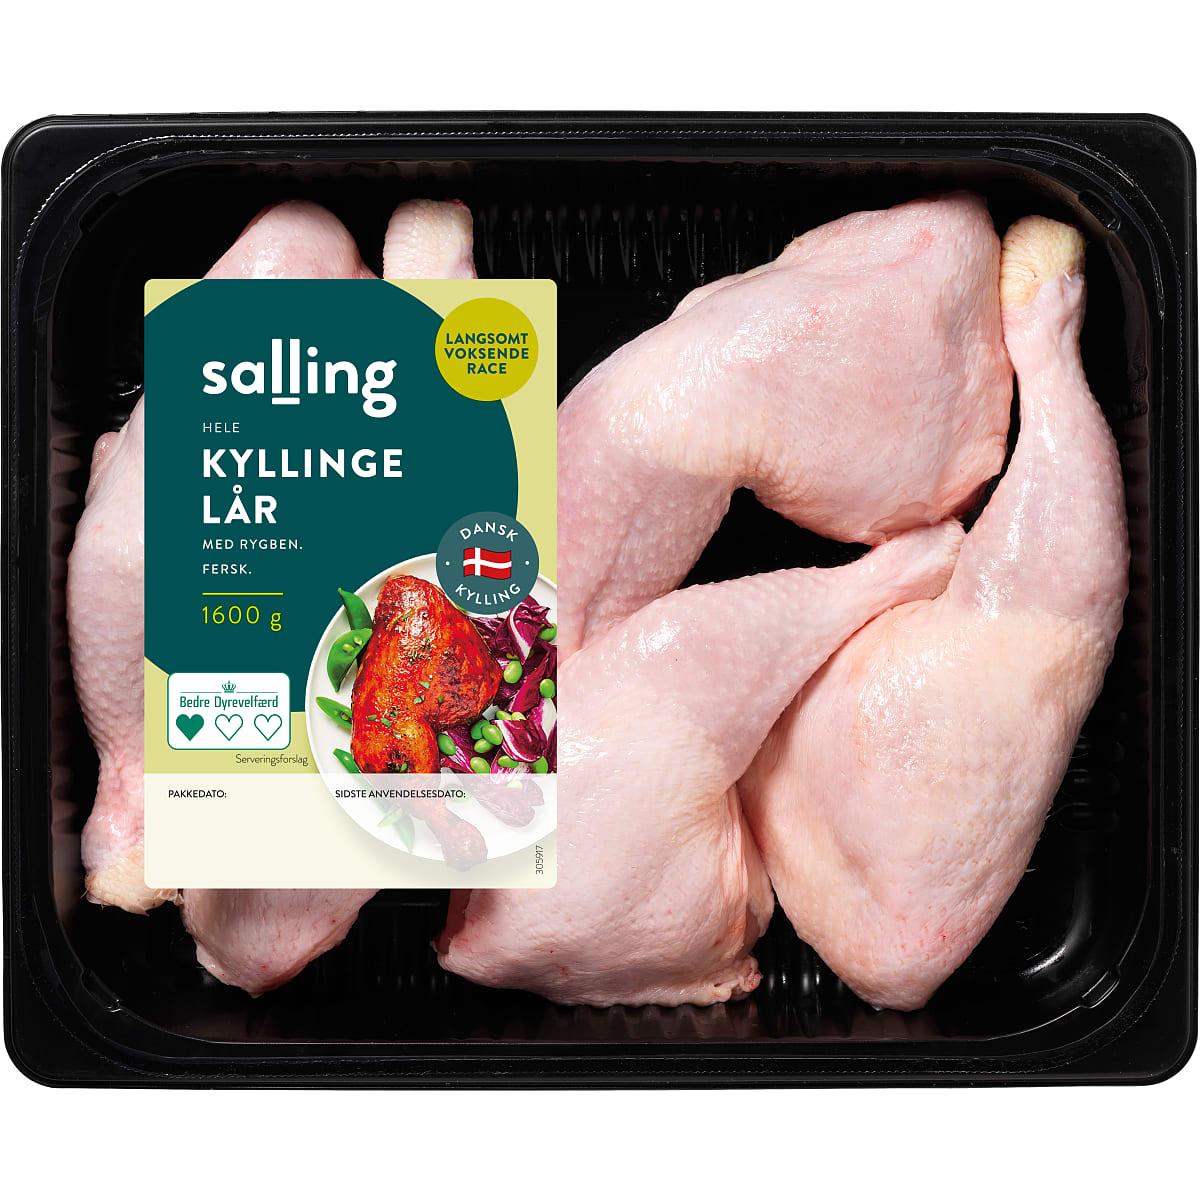 LANGSOMT
VOKSENDE
RACE
salling
HELE
KYLLINGE
LÅR
MED RYGBEN.
FERSK.
1600 g
DANSK
KYLLING
Bedre Dyrevelfærd
Serveringsforslag
PAKKEDATO:
SIDSTE ANVENDELSESDATO:
305917